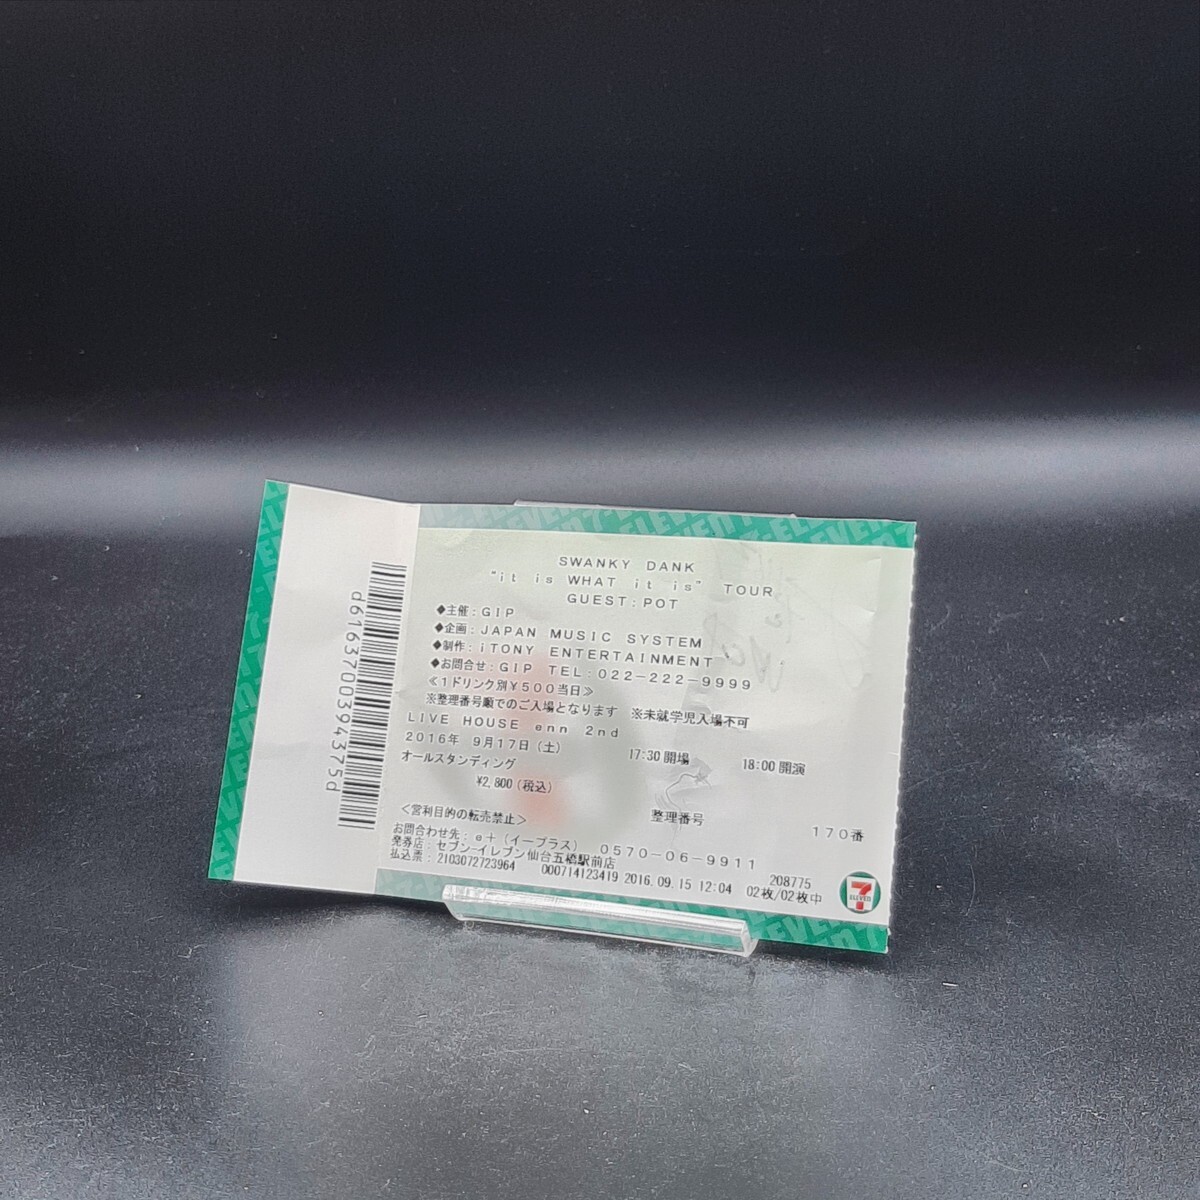 SWANKY DANK
"it is WHAT it is" TOUR
GUEST:POT
◆主催:GIP
◆企画:JAPAN MUSIC SYSTEM
◆制作:iTONY ENTERTAINMENT
◆お問合せ:GIP TEL:022-222-9999
≪1ドリンク別¥500当日≫
※整理番号順でのご入場となります ※未就学児入場不可
LIVE HOUSE enn 2nd
2016年 9月17日(土) 17:30開場 18:00開演
オールスタンディング
¥2,800(税込)
整理番号 170番
<営利目的の転売禁止>
お問合わせ先:e+(イープラス) 0570-06-9911
発券店:セブン-イレブン仙台五橋駅前店 208775
払込票:2103072723964 000714123419 2016.09.15 12:04 02枚/02枚中
7 ELEVEN
d6163700394375d